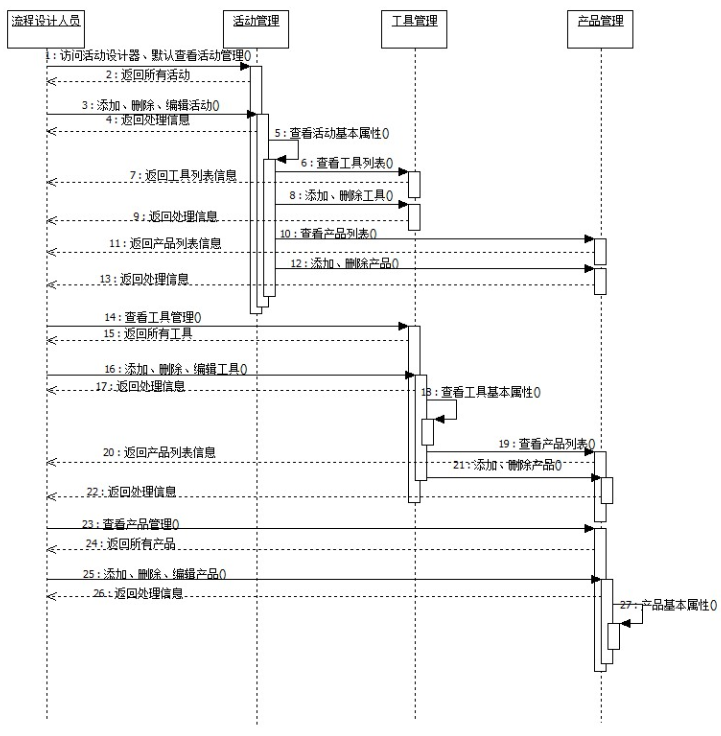 流程设计人员
活动管理
工具管理
产品管理
1 : 访问活动设计器、默认查看活动管理()
2 : 返回所有活动
3 : 添加、删除、编辑活动()
4 : 返回处理信息
5 : 查看活动基本属性()
6 : 查看工具列表()
7 : 返回工具列表信息
8 : 添加、删除工具()
9 : 返回处理信息
10 : 查看产品列表()
11 : 返回产品列表信息
12 : 添加、删除产品()
13 : 返回处理信息
14 : 查看工具管理()
15 : 返回所有工具
16 : 添加、删除、编辑工具()
17 : 返回处理信息
18 : 查看工具基本属性()
19 : 查看产品列表()
20 : 返回产品列表信息
21 : 添加、删除产品()
22 : 返回处理信息
23 : 查看产品管理()
24 : 返回所有产品
25 : 添加、删除、编辑产品()
26 : 返回处理信息
27 : 产品基本属性()